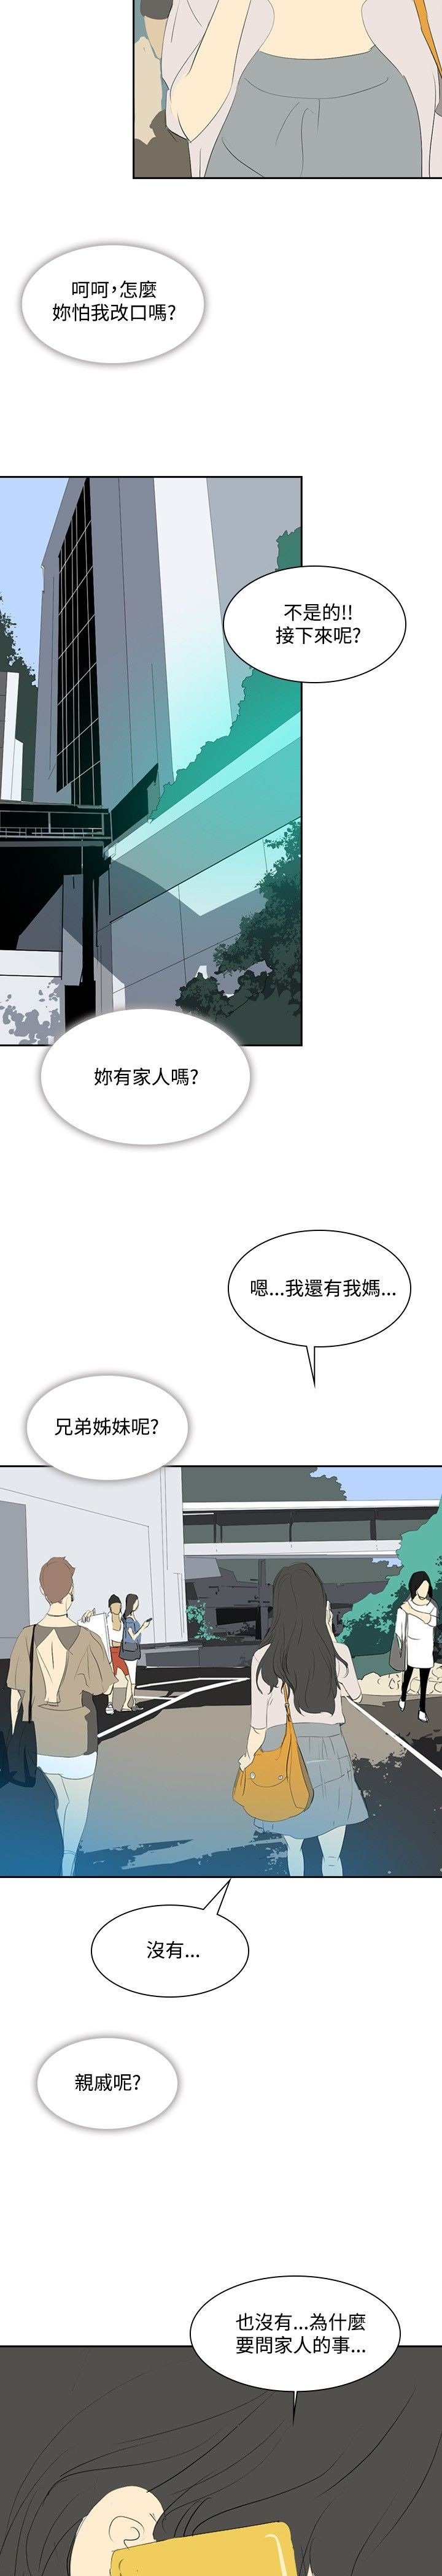 呵呵,怎麼
妳怕我改口嗎?
不是的!!
接下來呢?
妳有家人嗎?
嗯...我還有我媽...
兄弟姊妹呢?
沒有...
親戚呢?
也沒有...為什麼
要問家人的事...